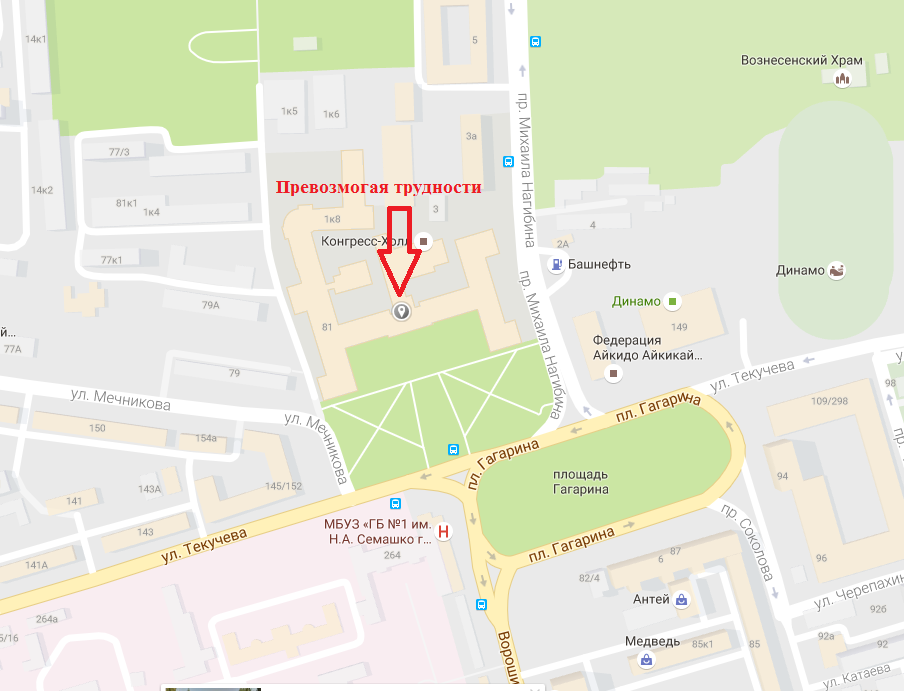 14к1
5
Вознесенский Храм
1к5
1к6
3а
77/3
14к2
81к1
1к4
Превозмогая трудности
3
1к8
4
Конгресс-Холл
2А
77к1
Башнефть
Динамо
пр. Михаила Нагибина
пр. Михаила Нагибина
79А
81
Динамо
149
й...
77А
Федерация
Айкидо Айкикай...
79
ул. Текучева
98
ул. Мечникова
ул. Мечникова
пл. Гагарина
109/298
150
154а
пл. Гагарина
площадь
Гагарина
94
145/152
143А
141
143
МБУЗ «ГБ №1 им.
Н.А. Семашко г...
H
264
пр. Соколова
ул. Текучева
пл. Гагарина
141А
6
87
96
82/4
ул. Черепахин
Антей
264а
5/16
92б
92а
Медведь
85к1
85
Вороши
ул. Катаева